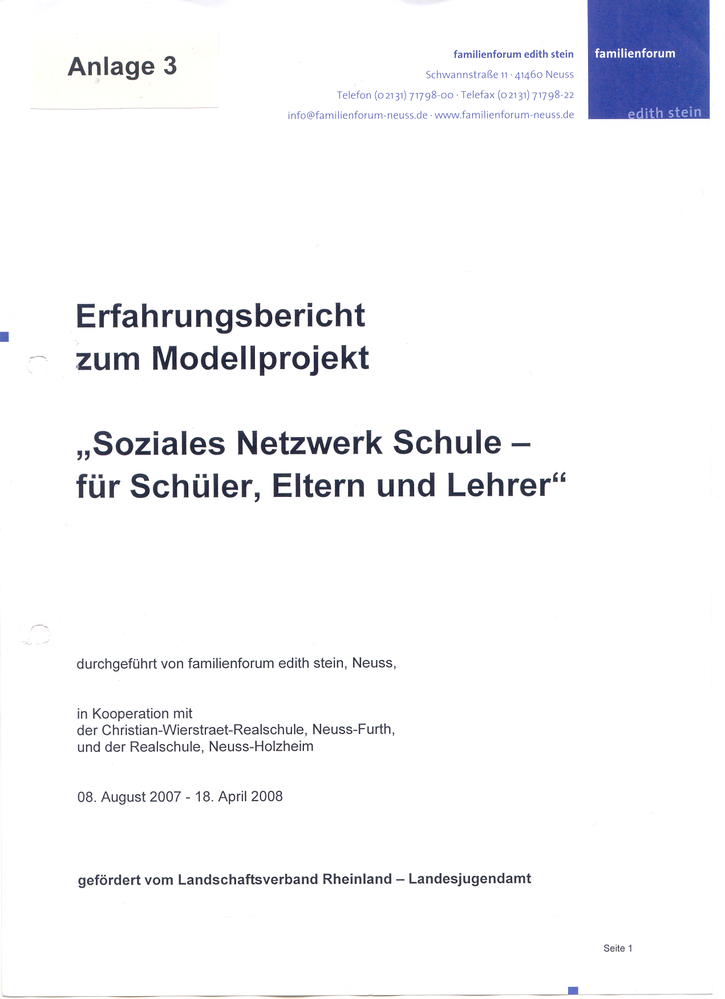 Anlage 3
familienforum edith stein
Schwannstraße 11 · 41460 Neuss
Telefon (02131) 71798-00 · Telefax (02131) 71798-22
info@familienforum-neuss.de · www.familienforum-neuss.de
familienforum
edith stein
Erfahrungsbericht
zum Modellprojekt
„Soziales Netzwerk Schule –
für Schüler, Eltern und Lehrer“
durchgeführt von familienforum edith stein, Neuss,
in Kooperation mit
der Christian-Wierstraet-Realschule, Neuss-Furth,
und der Realschule, Neuss-Holzheim
08. August 2007 - 18. April 2008
gefördert vom Landschaftsverband Rheinland – Landesjugendamt
Seite 1